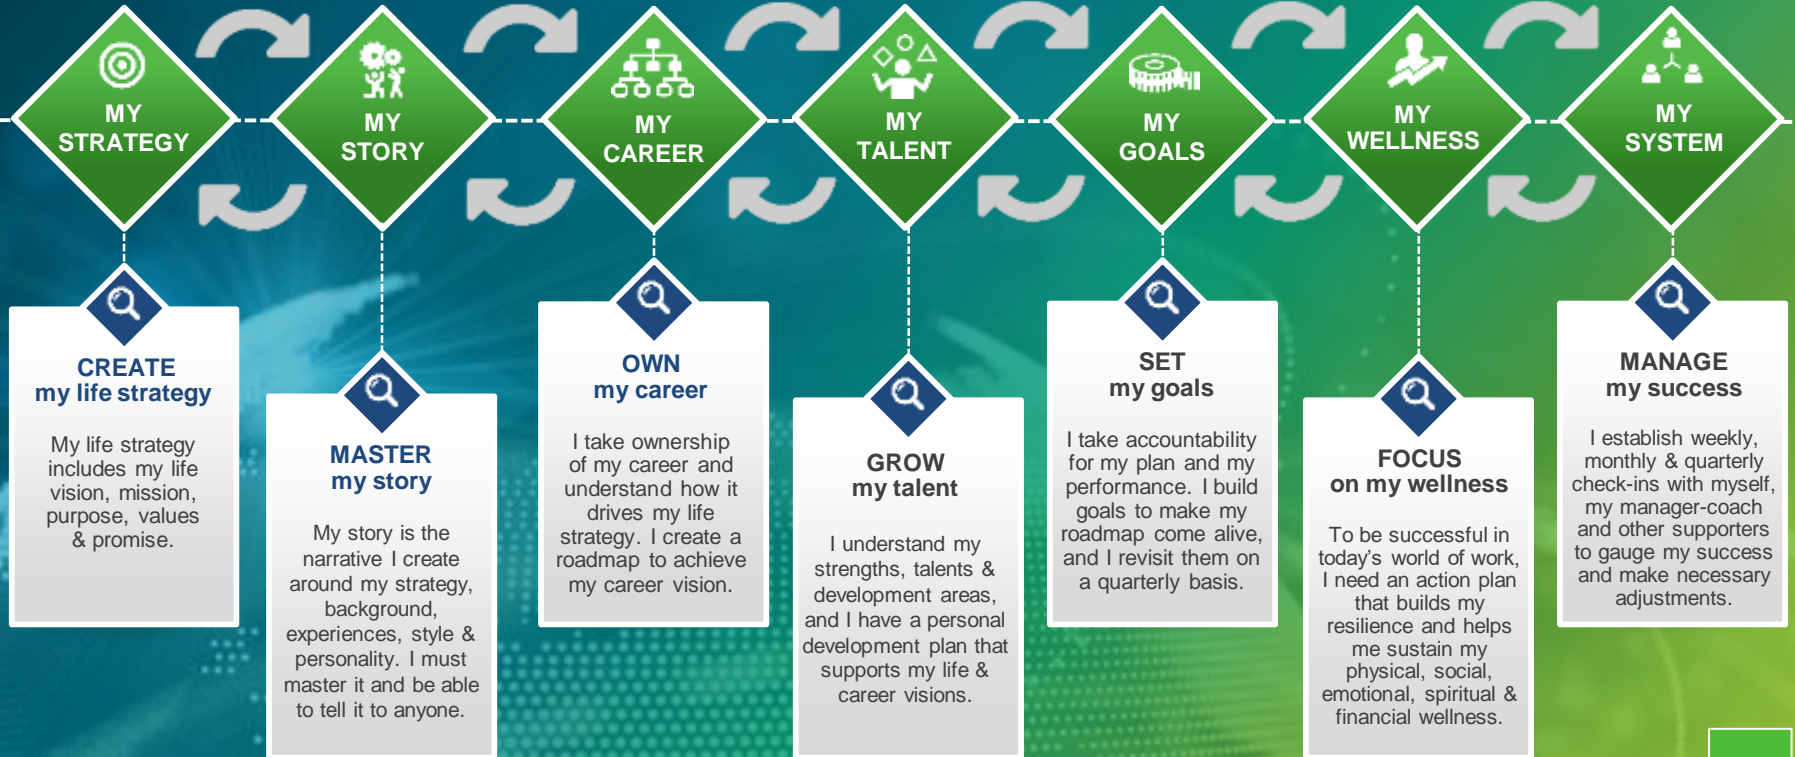 MY
STRATEGY
MY
STORY
MY
CAREER
MY
TALENT
MY
GOALS
MY
WELLNESS
MY
SYSTEM
CREATE
my life strategy
My life strategy
includes my life
vision, mission,
purpose, values
& promise.
MASTER
my story
My story is the
narrative I create
around my strategy,
background,
experiences, style &
personality. I must
master it and be able
to tell it to anyone.
OWN
my career
I take ownership
of my career and
understand how it
drives my life
strategy. I create a
roadmap to achieve
my career vision.
GROW
my talent
I understand my
strengths, talents &
development areas,
and I have a personal
development plan that
supports my life &
career visions.
SET
my goals
I take accountability
for my plan and my
performance. I build
goals to make my
roadmap come alive,
and I revisit them on
a quarterly basis.
FOCUS
on my wellness
To be successful in
today's world of work,
I need an action plan
that builds my
resilience and helps
me sustain my
physical, social,
emotional, spiritual &
financial wellness.
MANAGE
my success
I establish weekly,
monthly & quarterly
check-ins with myself,
my manager-coach
and other supporters
to gauge my success
and make necessary
adjustments.